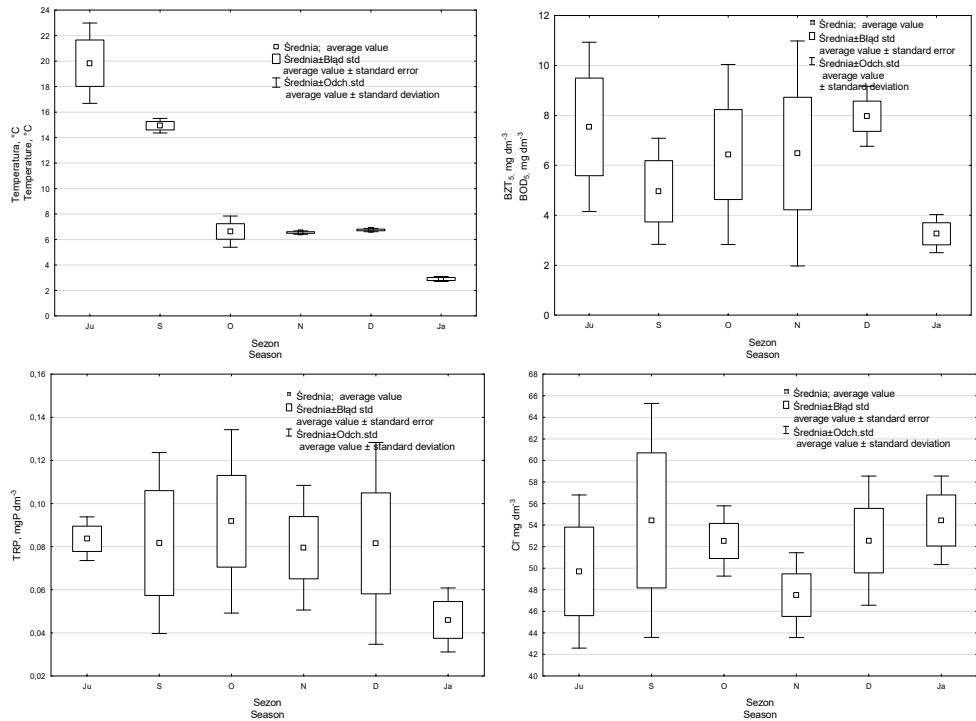 24
22
20
18
16
14
12
10
8
6
4
2
0
Temperatura, °C
Temperature, °C
Średnia; average value
Średnia±Błąd std
average value ± standard error
Średnia±Odch.std
average value ± standard deviation
Ju S O N D Ja
Sezon
Season
12
10
8
6
4
2
0
BZT5, mg dm-3
BOD5, mg dm-3
Średnia; average value
Średnia±Błąd std
average value ± standard error
Średnia±Odch.std
average value
± standard deviation
Ju S O N D Ja
Sezon
Season
0,16
0,14
0,12
0,10
0,08
0,06
0,04
0,02
TRP, mgP dm-3
Średnia; average value
Średnia±Błąd std
average value ± standard error
Średnia±Odch.std
average value ± standard deviation
Ju S O N D Ja
Sezon
Season
68
66
64
62
60
58
56
54
52
50
48
46
44
42
40
Cl- mg dm-3
Średnia; average value
Średnia±Błąd std
average value ± standard error
Średnia±Odch.std
average value ± standard deviation
Ju S O N D Ja
Sezon
Season